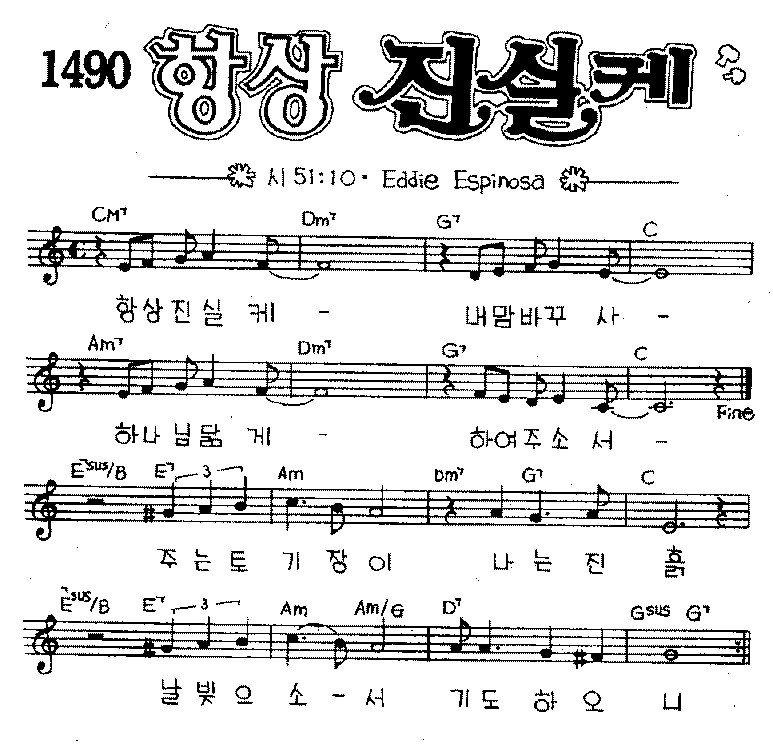 1490 항상 진실케
시 51:10 · Eddie Espinosa
CM7 Dm7 G7 C
항상진실 케 - 내맘바꾸 사 -
Am7 Dm7 G7 C
Fine
하나님닮 게 - 하여주소 서 -
E7sus/B E7 3 Am Dm7 G7 C
주는토 기 장이 나는 진 흙
E7sus/B E7 3 Am Am/G D7 Gsus G7
날빚으 소 - 서 기도 하 오 니